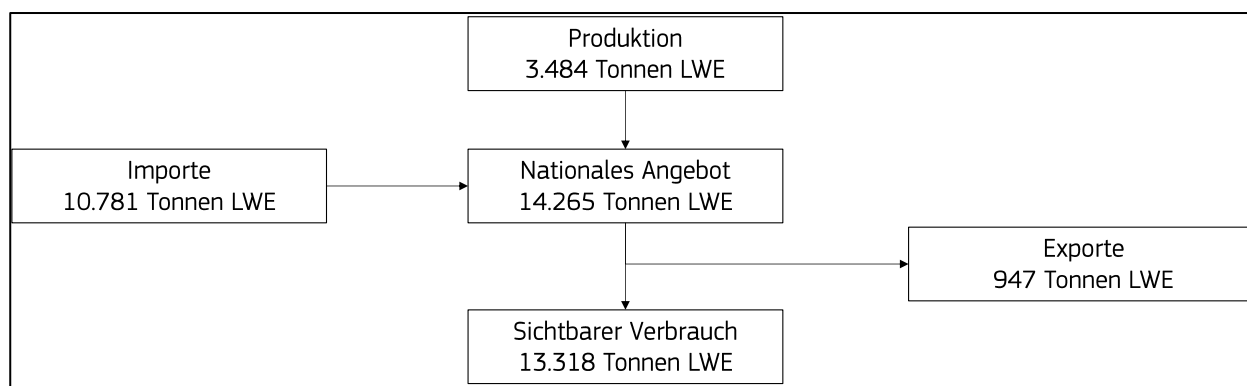 Produktion
3.484 Tonnen LWE
Importe
10.781 Tonnen LWE
Nationales Angebot
14.265 Tonnen LWE
Exporte
947 Tonnen LWE
Sichtbarer Verbrauch
13.318 Tonnen LWE